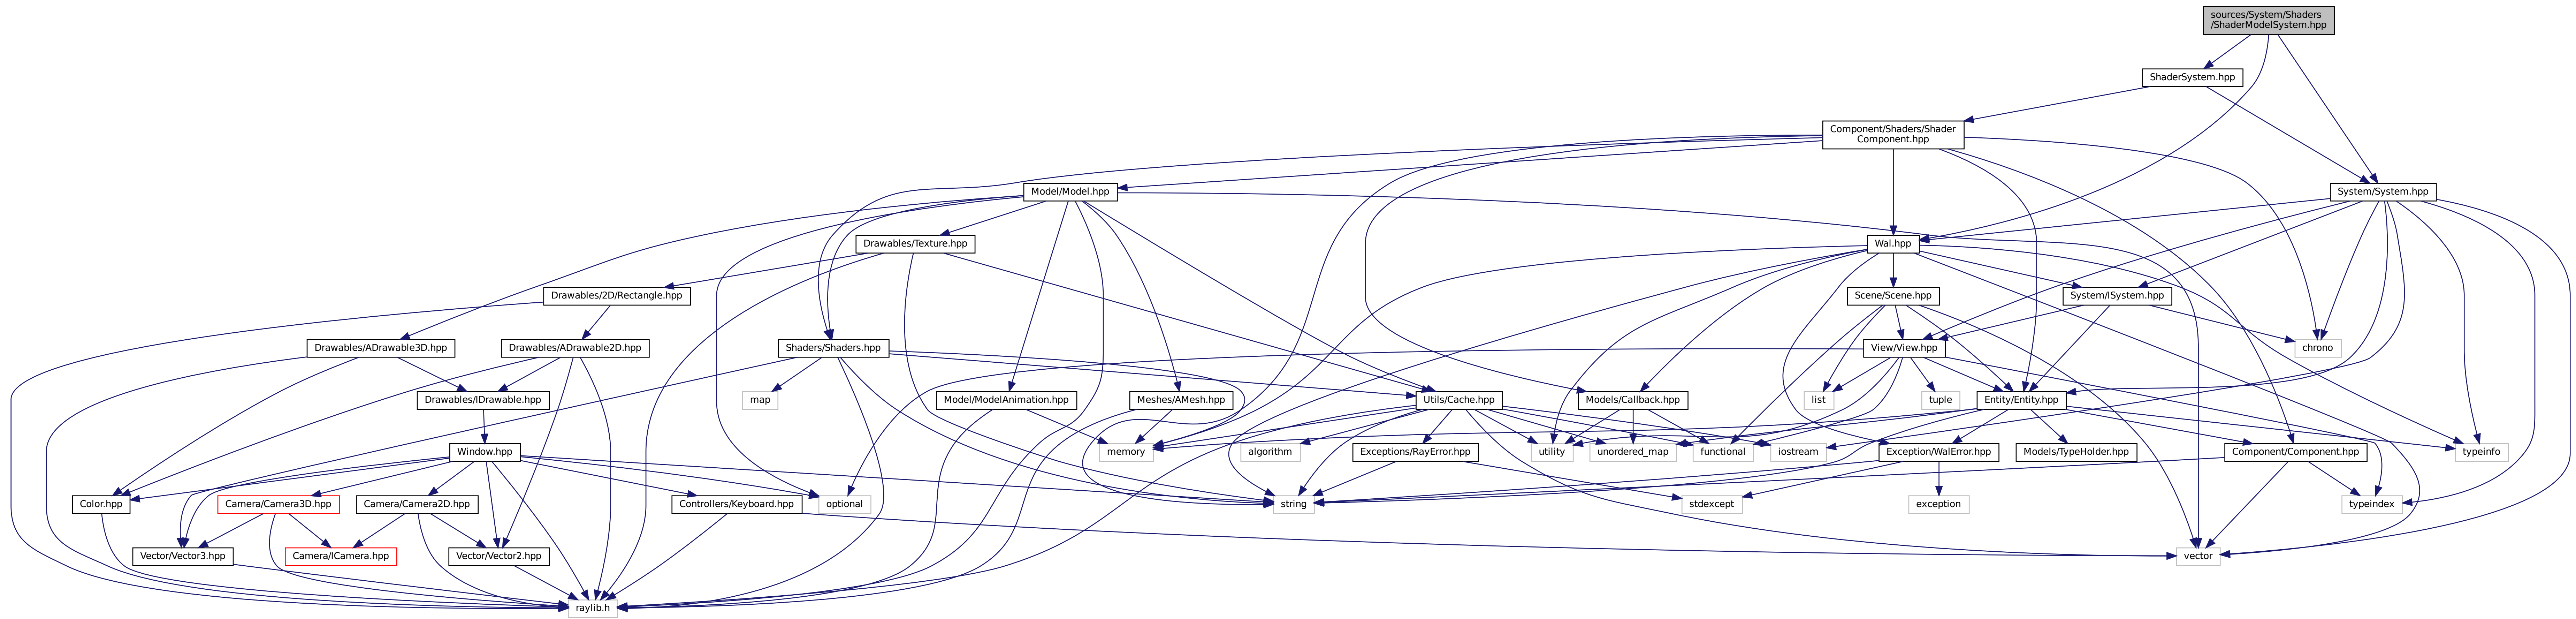 sources/System/Shaders
/ShaderModelSystem.hpp
ShaderSystem.hpp
Component/Shaders/Shader
Component.hpp
Model/Model.hpp
System/System.hpp
Drawables/Texture.hpp
Wal.hpp
Drawables/2D/Rectangle.hpp
Scene/Scene.hpp
System/ISystem.hpp
Drawables/ADrawable3D.hpp
Drawables/ADrawable2D.hpp
Shaders/Shaders.hpp
View/View.hpp
chrono
Drawables/IDrawable.hpp
map
Model/ModelAnimation.hpp
Meshes/AMesh.hpp
Utils/Cache.hpp
Models/Callback.hpp
list
tuple
Entity/Entity.hpp
Window.hpp
memory
algorithm
Exceptions/RayError.hpp
utility
unordered_map
functional
iostream
Exception/WalError.hpp
Models/TypeHolder.hpp
Component/Component.hpp
typeinfo
Color.hpp
Camera/Camera3D.hpp
Camera/Camera2D.hpp
Controllers/Keyboard.hpp
optional
string
stdexcept
exception
typeindex
Vector/Vector3.hpp
Camera/ICamera.hpp
Vector/Vector2.hpp
vector
raylib.h